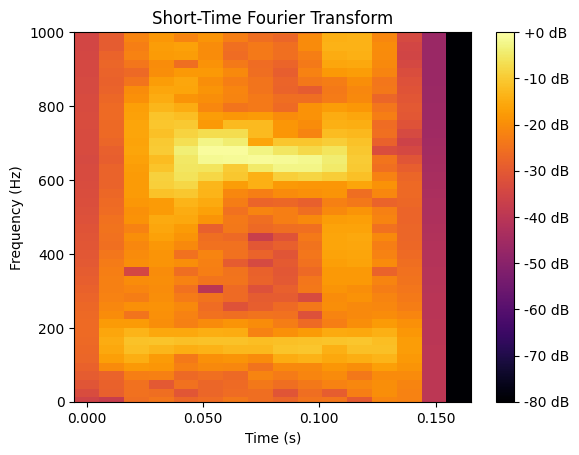 Short-Time Fourier Transform
1000
800
600
400
200
0
Frequency (Hz)
0.000
0.050
0.100
0.150
Time (s)
+0 dB
-10 dB
-20 dB
-30 dB
-40 dB
-50 dB
-60 dB
-70 dB
-80 dB